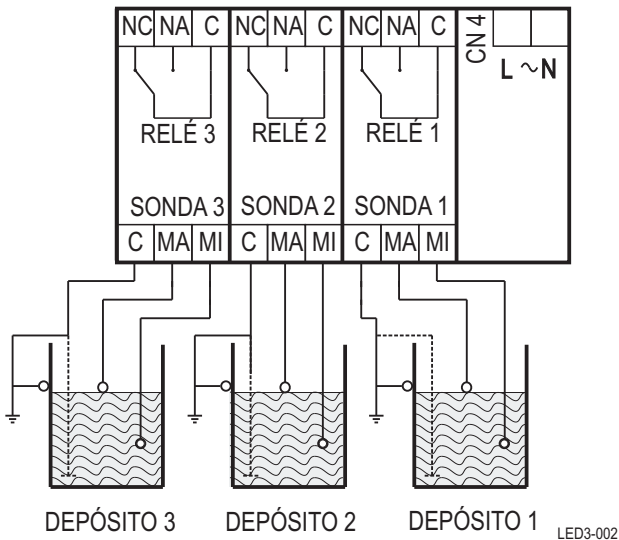 NC NA C NC NA C NC NA C CN 4
L ~ N
RELÉ 3 RELÉ 2 RELÉ 1
SONDA 3 SONDA 2 SONDA 1
C MA MI C MA MI C MA MI
DEPÓSITO 3 DEPÓSITO 2 DEPÓSITO 1
LED3-002